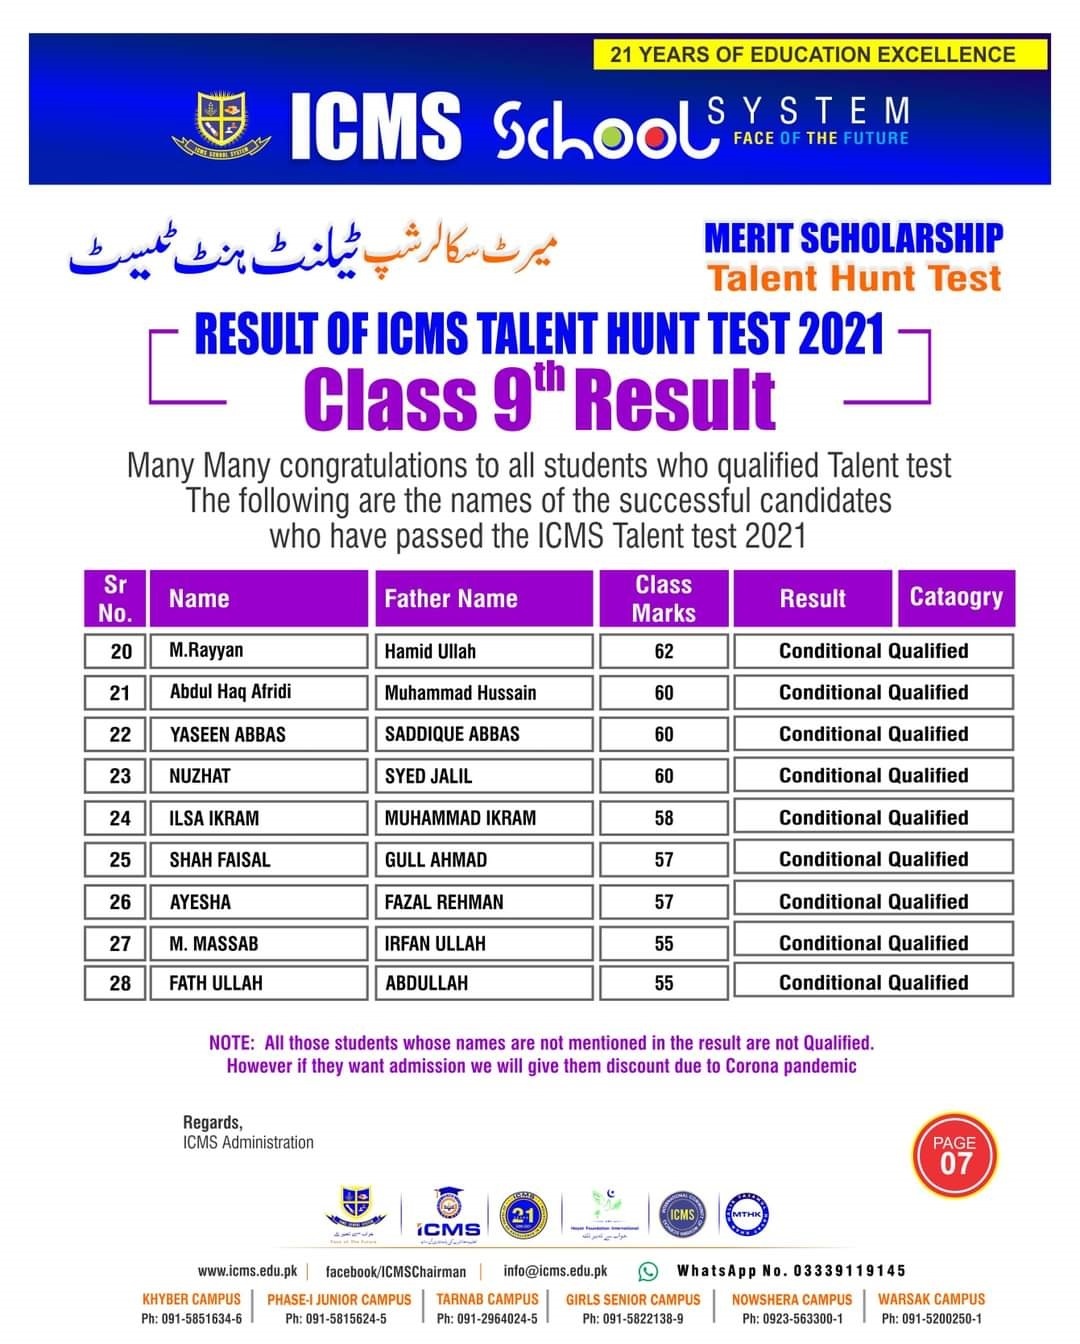 21 YEARS OF EDUCATION EXCELLENCE
ICMS School SYSTEM
FACE OF THE FUTURE
ICMS SCHOOL SYSTEM
میرٹ سکالرشپ ٹیلنٹ ہنٹ ٹیسٹ
MERIT SCHOLARSHIP
Talent Hunt Test
RESULT OF ICMS TALENT HUNT TEST 2021
Class 9th Result
Many Many congratulations to all students who qualified Talent test
The following are the names of the successful candidates
who have passed the ICMS Talent test 2021
Sr No. Name Father Name Class Marks Result Cataogry
20 M.Rayyan Hamid Ullah 62 Conditional Qualified
21 Abdul Haq Afridi Muhammad Hussain 60 Conditional Qualified
22 YASEEN ABBAS SADDIQUE ABBAS 60 Conditional Qualified
23 NUZHAT SYED JALIL 60 Conditional Qualified
24 ILSA IKRAM MUHAMMAD IKRAM 58 Conditional Qualified
25 SHAH FAISAL GULL AHMAD 57 Conditional Qualified
26 AYESHA FAZAL REHMAN 57 Conditional Qualified
27 M. MASSAB IRFAN ULLAH 55 Conditional Qualified
28 FATH ULLAH ABDULLAH 55 Conditional Qualified
NOTE: All those students whose names are not mentioned in the result are not Qualified.
However if they want admission we will give them discount due to Corona pandemic
Regards,
ICMS Administration
PAGE
07
Face of The Future
ICMS
ICMS 21
Hayat Foundation International
ICMS
MTHK
www.icms.edu.pk | facebook/ICMSChairman | info@icms.edu.pk WhatsApp No. 03339119145
KHYBER CAMPUS | PHASE-I JUNIOR CAMPUS | TARNAB CAMPUS | GIRLS SENIOR CAMPUS | NOWSHERA CAMPUS | WARSAK CAMPUS
Ph: 091-5851634-6 Ph: 091-5815624-5 Ph: 091-2964024-5 Ph: 091-5822138-9 Ph: 0923-563300-1 Ph: 091-5200250-1